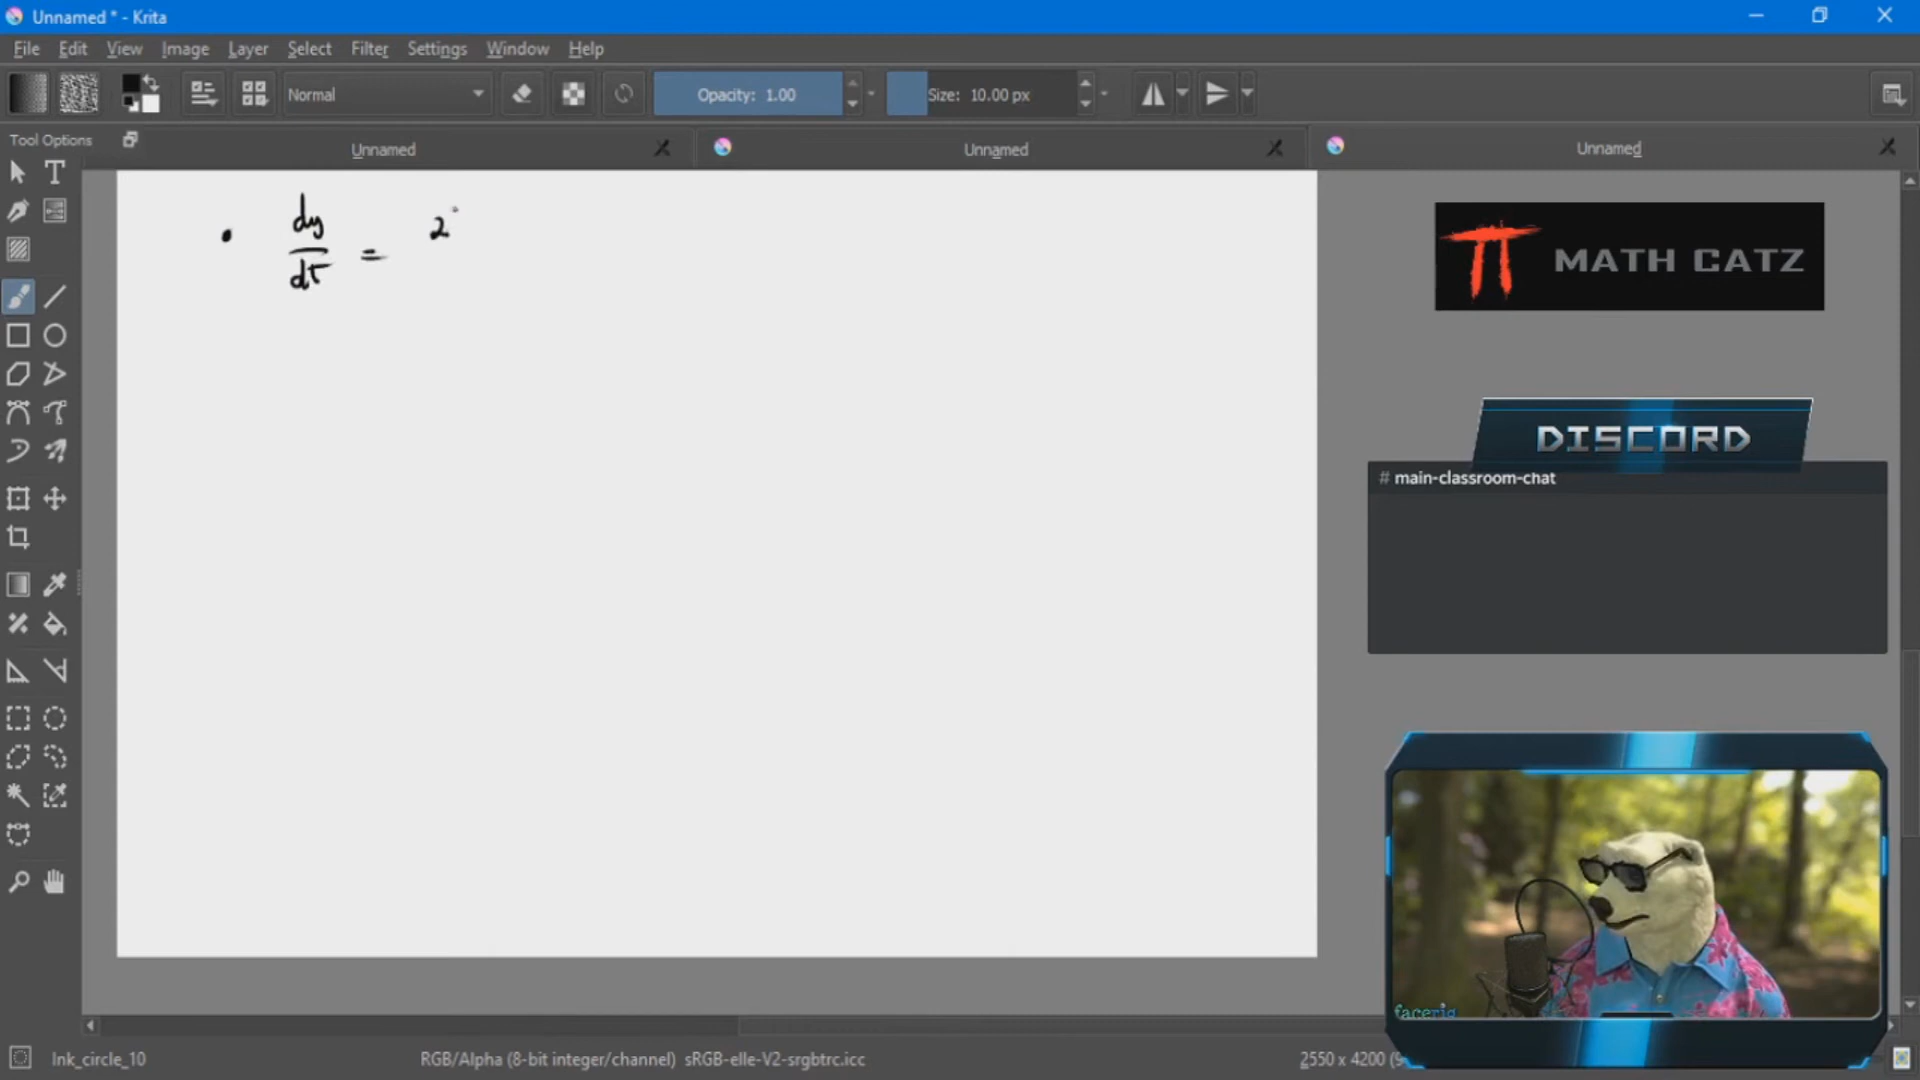 Unnamed * - Krita
File Edit View Image Layer Select Filter Settings Window Help
Normal Opacity: 1.00 Size: 10.00 px
Tool Options Unnamed Unnamed Unnamed
dy
dt
= 2
MATH CATZ
DISCORD
# main-classroom-chat
facerig
Ink_circle_10 RGB/Alpha (8-bit integer/channel) sRGB-elle-V2-srgbtrc.icc 2550 x 4200